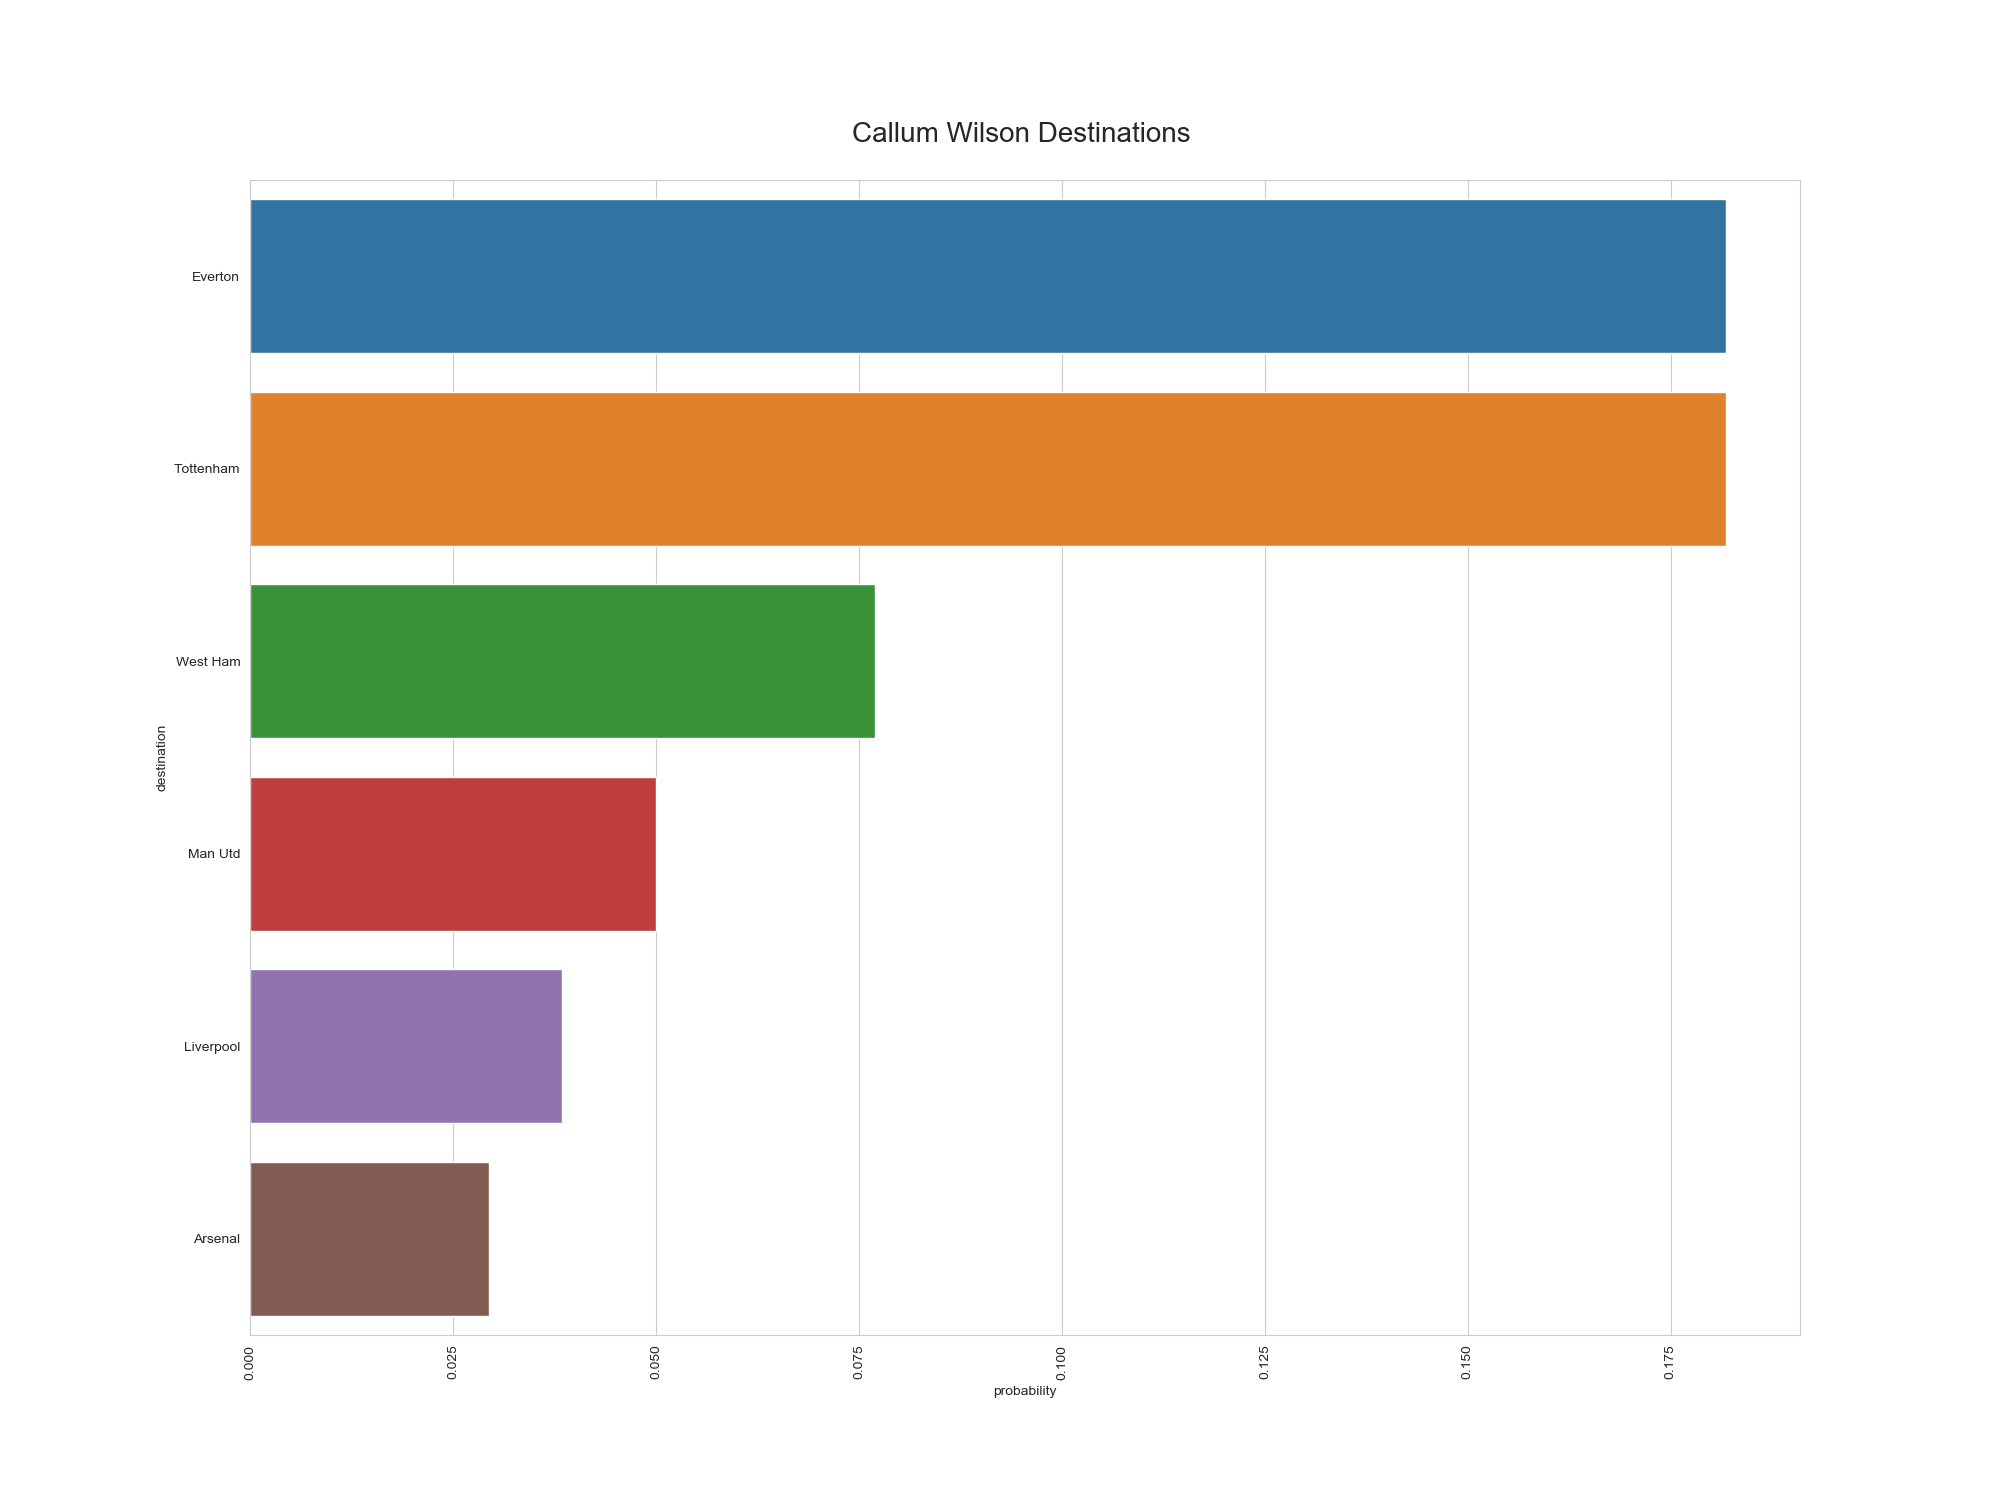 Callum Wilson Destinations
Everton
Tottenham
West Ham
Man Utd
Liverpool
Arsenal
destination
0.000
0.025
0.050
0.075
0.100
0.125
0.150
0.175
probability